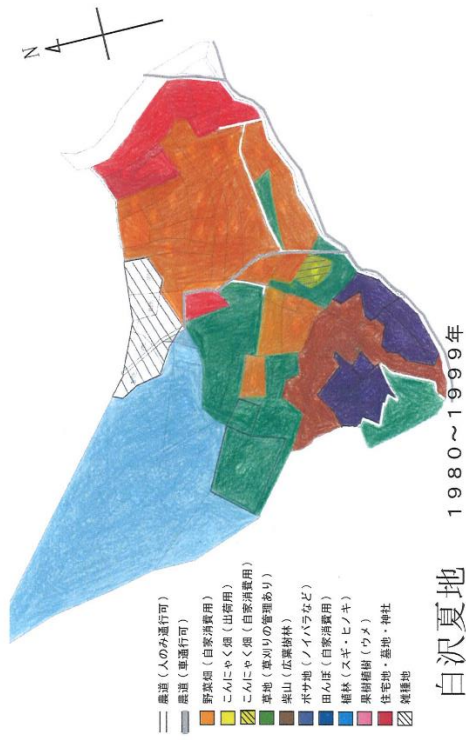 N
農道（人のみ通行可）
農道（車通行可）
野菜畑（自家消費用）
こんにゃく畑（出荷用）
こんにゃく畑（自家消費用）
草地（草刈りの管理あり）
柴山（広葉樹林）
ボサ地（ノイバラなど）
田んぼ（自家消費用）
植林（スギ・ヒノキ）
果樹植樹（ウメ）
住宅地・墓地・神社
雑種地
1980～1999年
白沢夏地